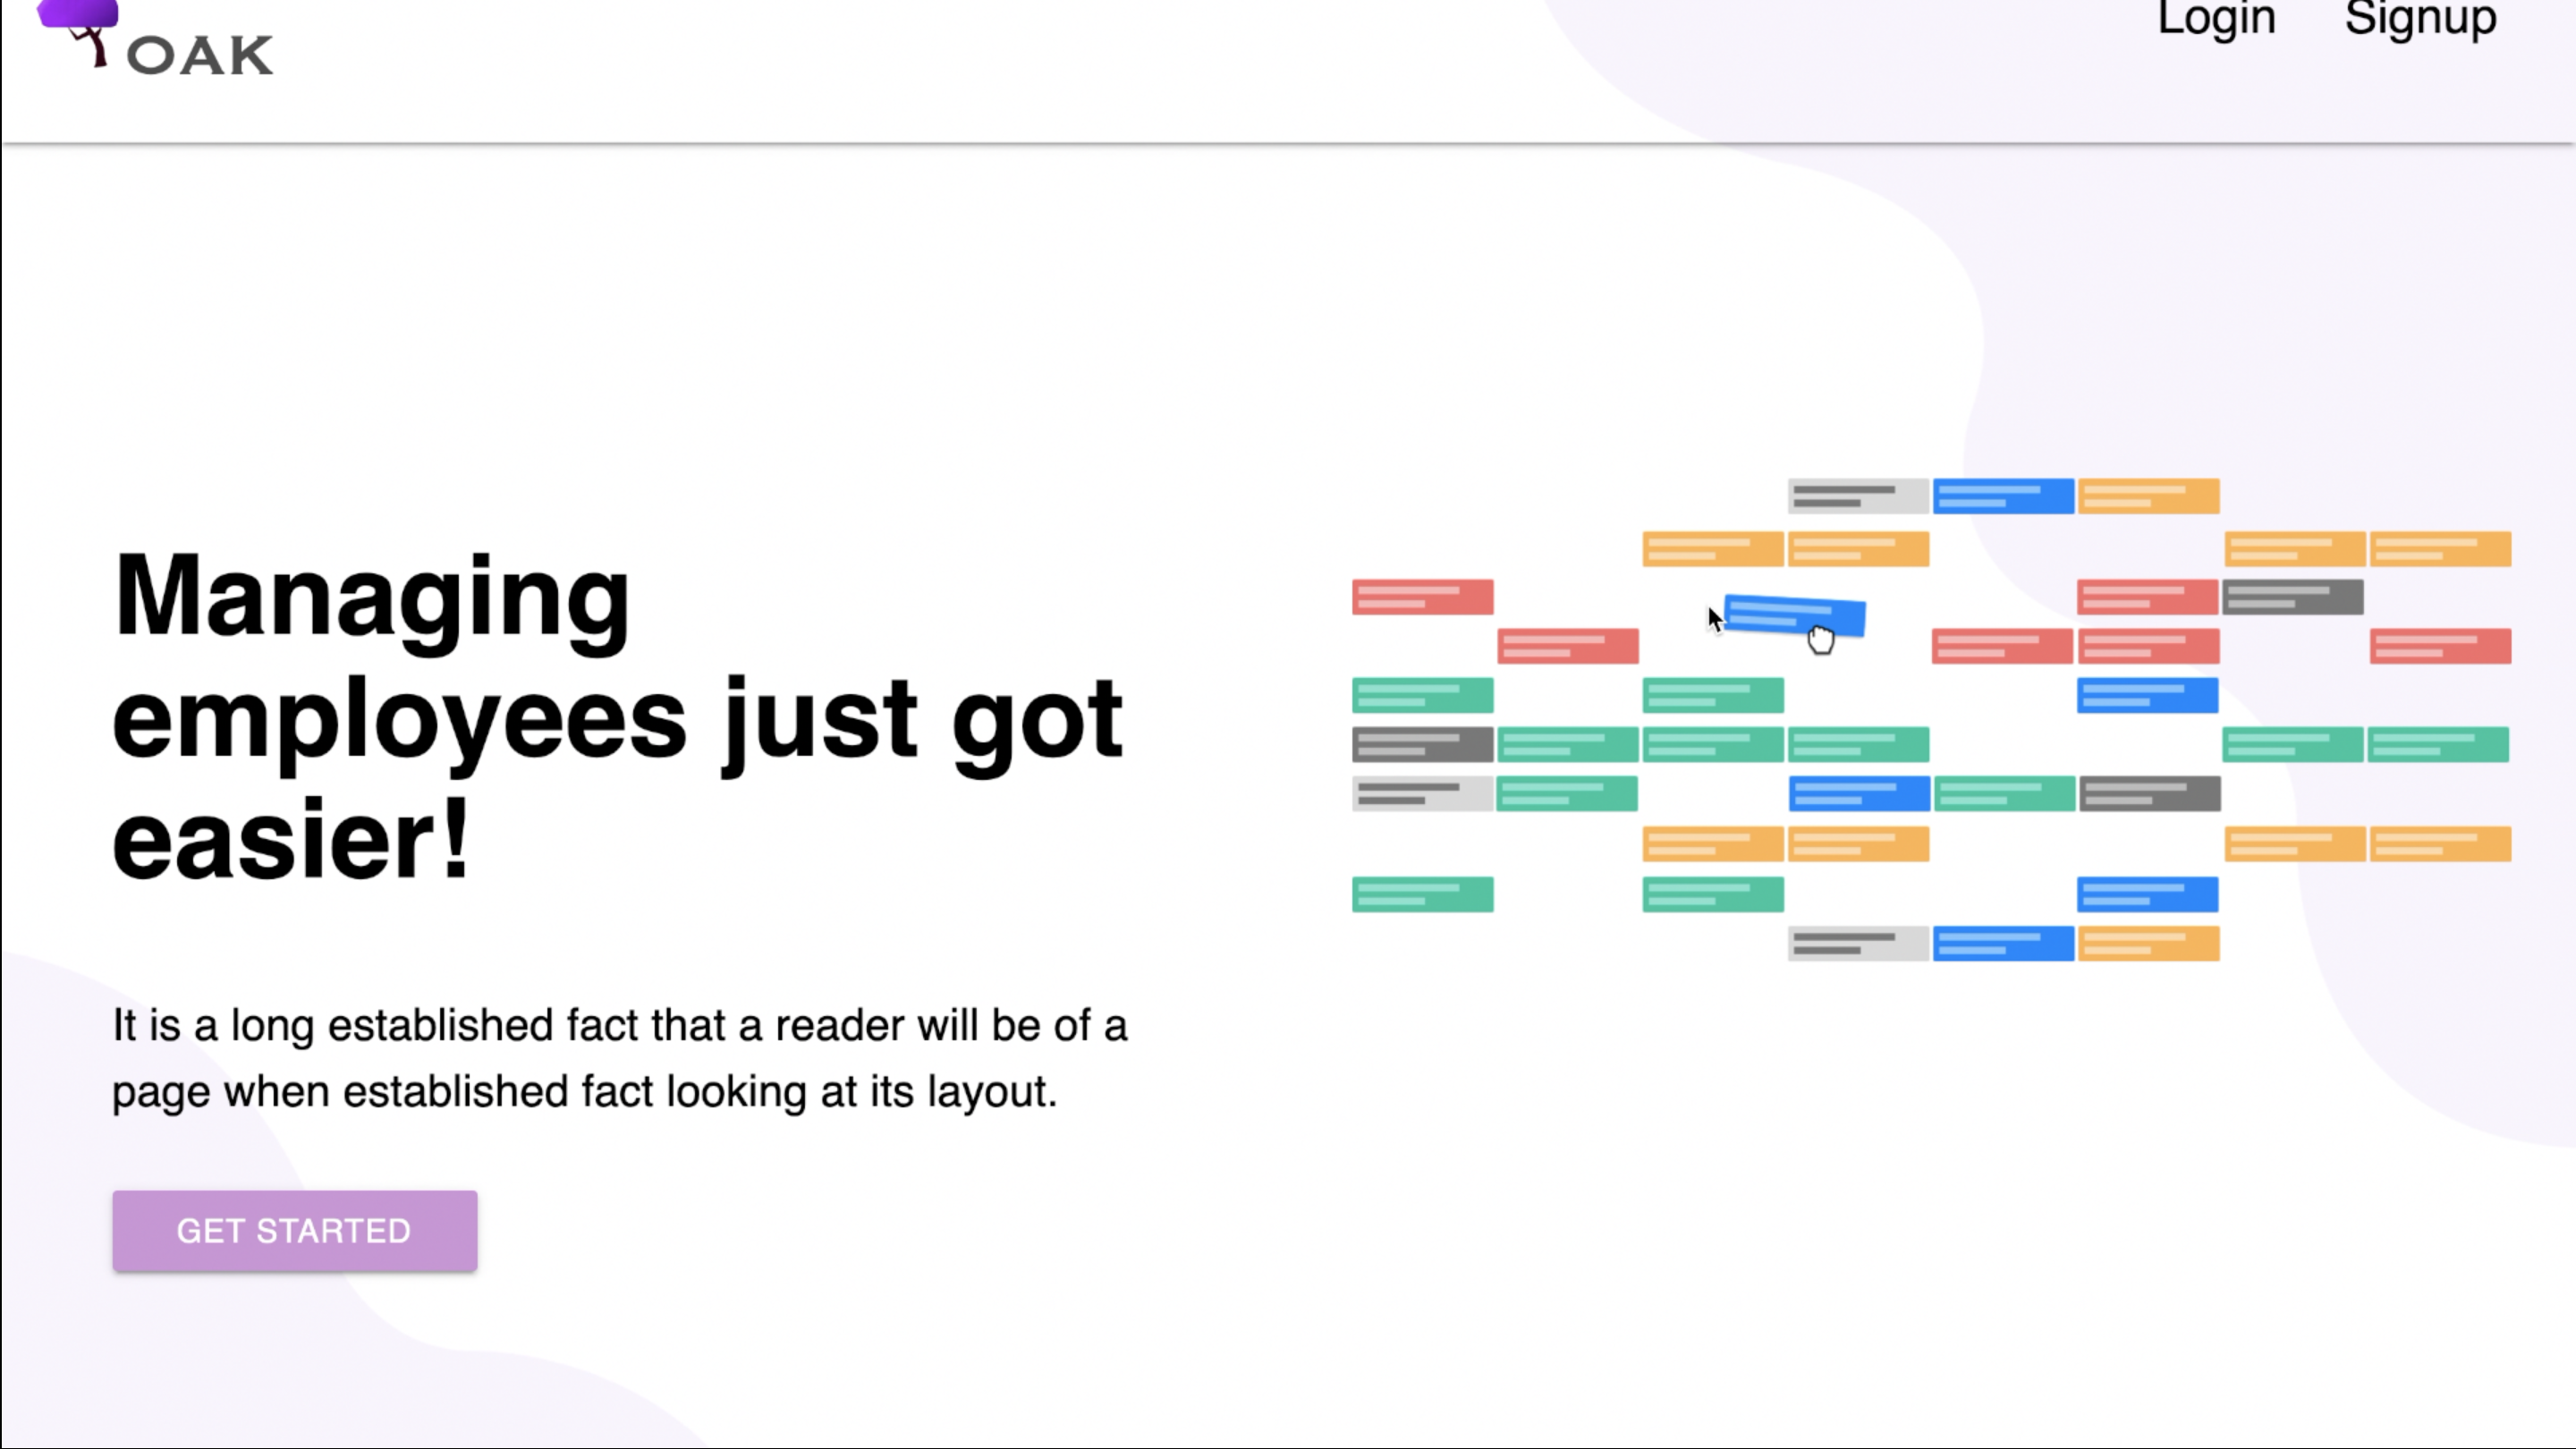 OAK
Login
Signup
Managing
employees just got
easier!
It is a long established fact that a reader will be of a
page when established fact looking at its layout.
GET STARTED